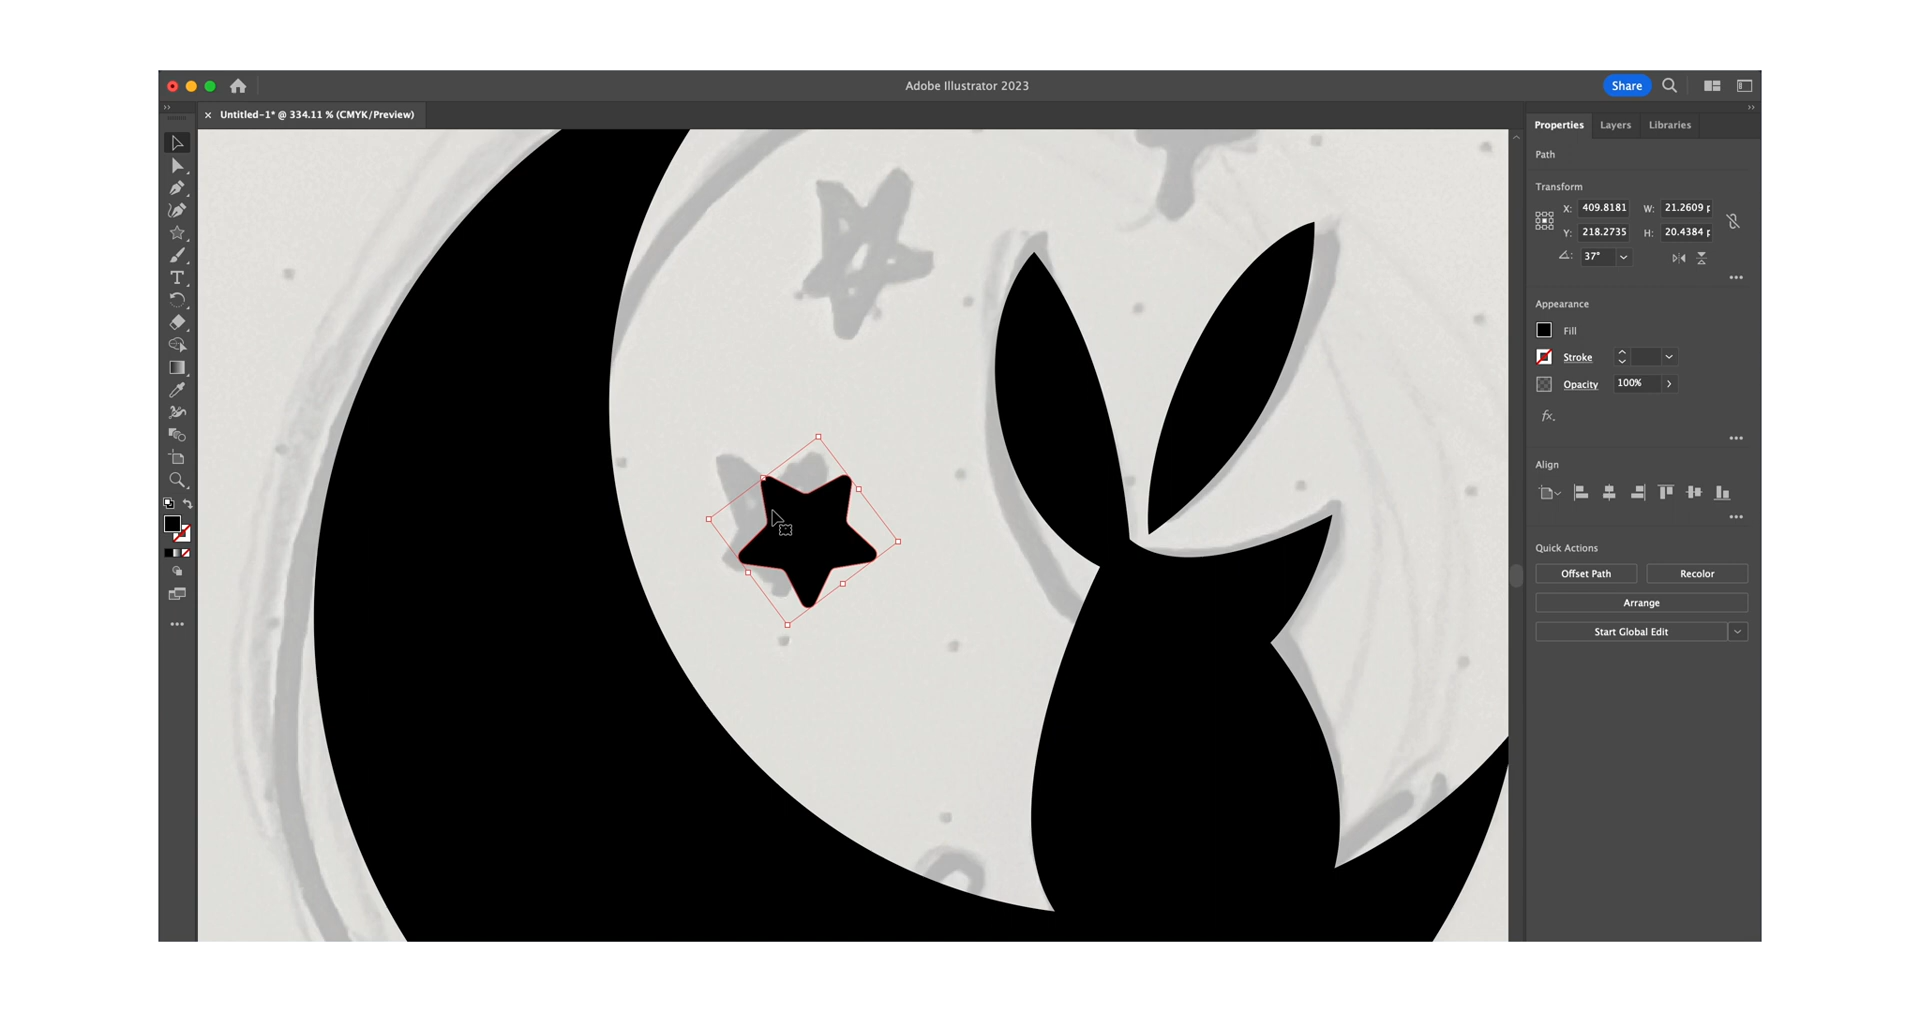 Adobe Illustrator 2023
Share
× Untitled-1* @ 334.11 % (CMYK/Preview)
Properties Layers Libraries
Path
Transform
X: 409.8181 W: 21.2609 p
Y: 218.2735 H: 20.4384 p
37°
Appearance
Fill
Stroke
Opacity 100%
fx.
Align
Quick Actions
Offset Path Recolor
Arrange
Start Global Edit